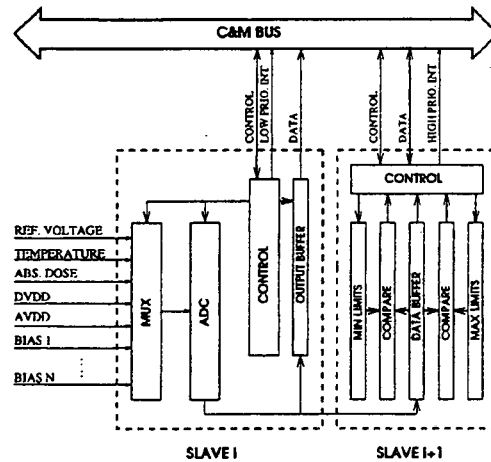 C&M BUS
CONTROL
LOW PRIO. INT
DATA
CONTROL
DATA
HIGH PRIO. INT
CONTROL
REF. VOLTAGE
TEMPERATURE
ABS. DOSE
DVDD
AVDD
BIAS 1
BIAS N
MUX
ADC
CONTROL
OUTPUT BUFFER
MIN LIMITS
COMPARE
DATA BUFFER
COMPARE
MAX LIMITS
SLAVE I
SLAVE I+1